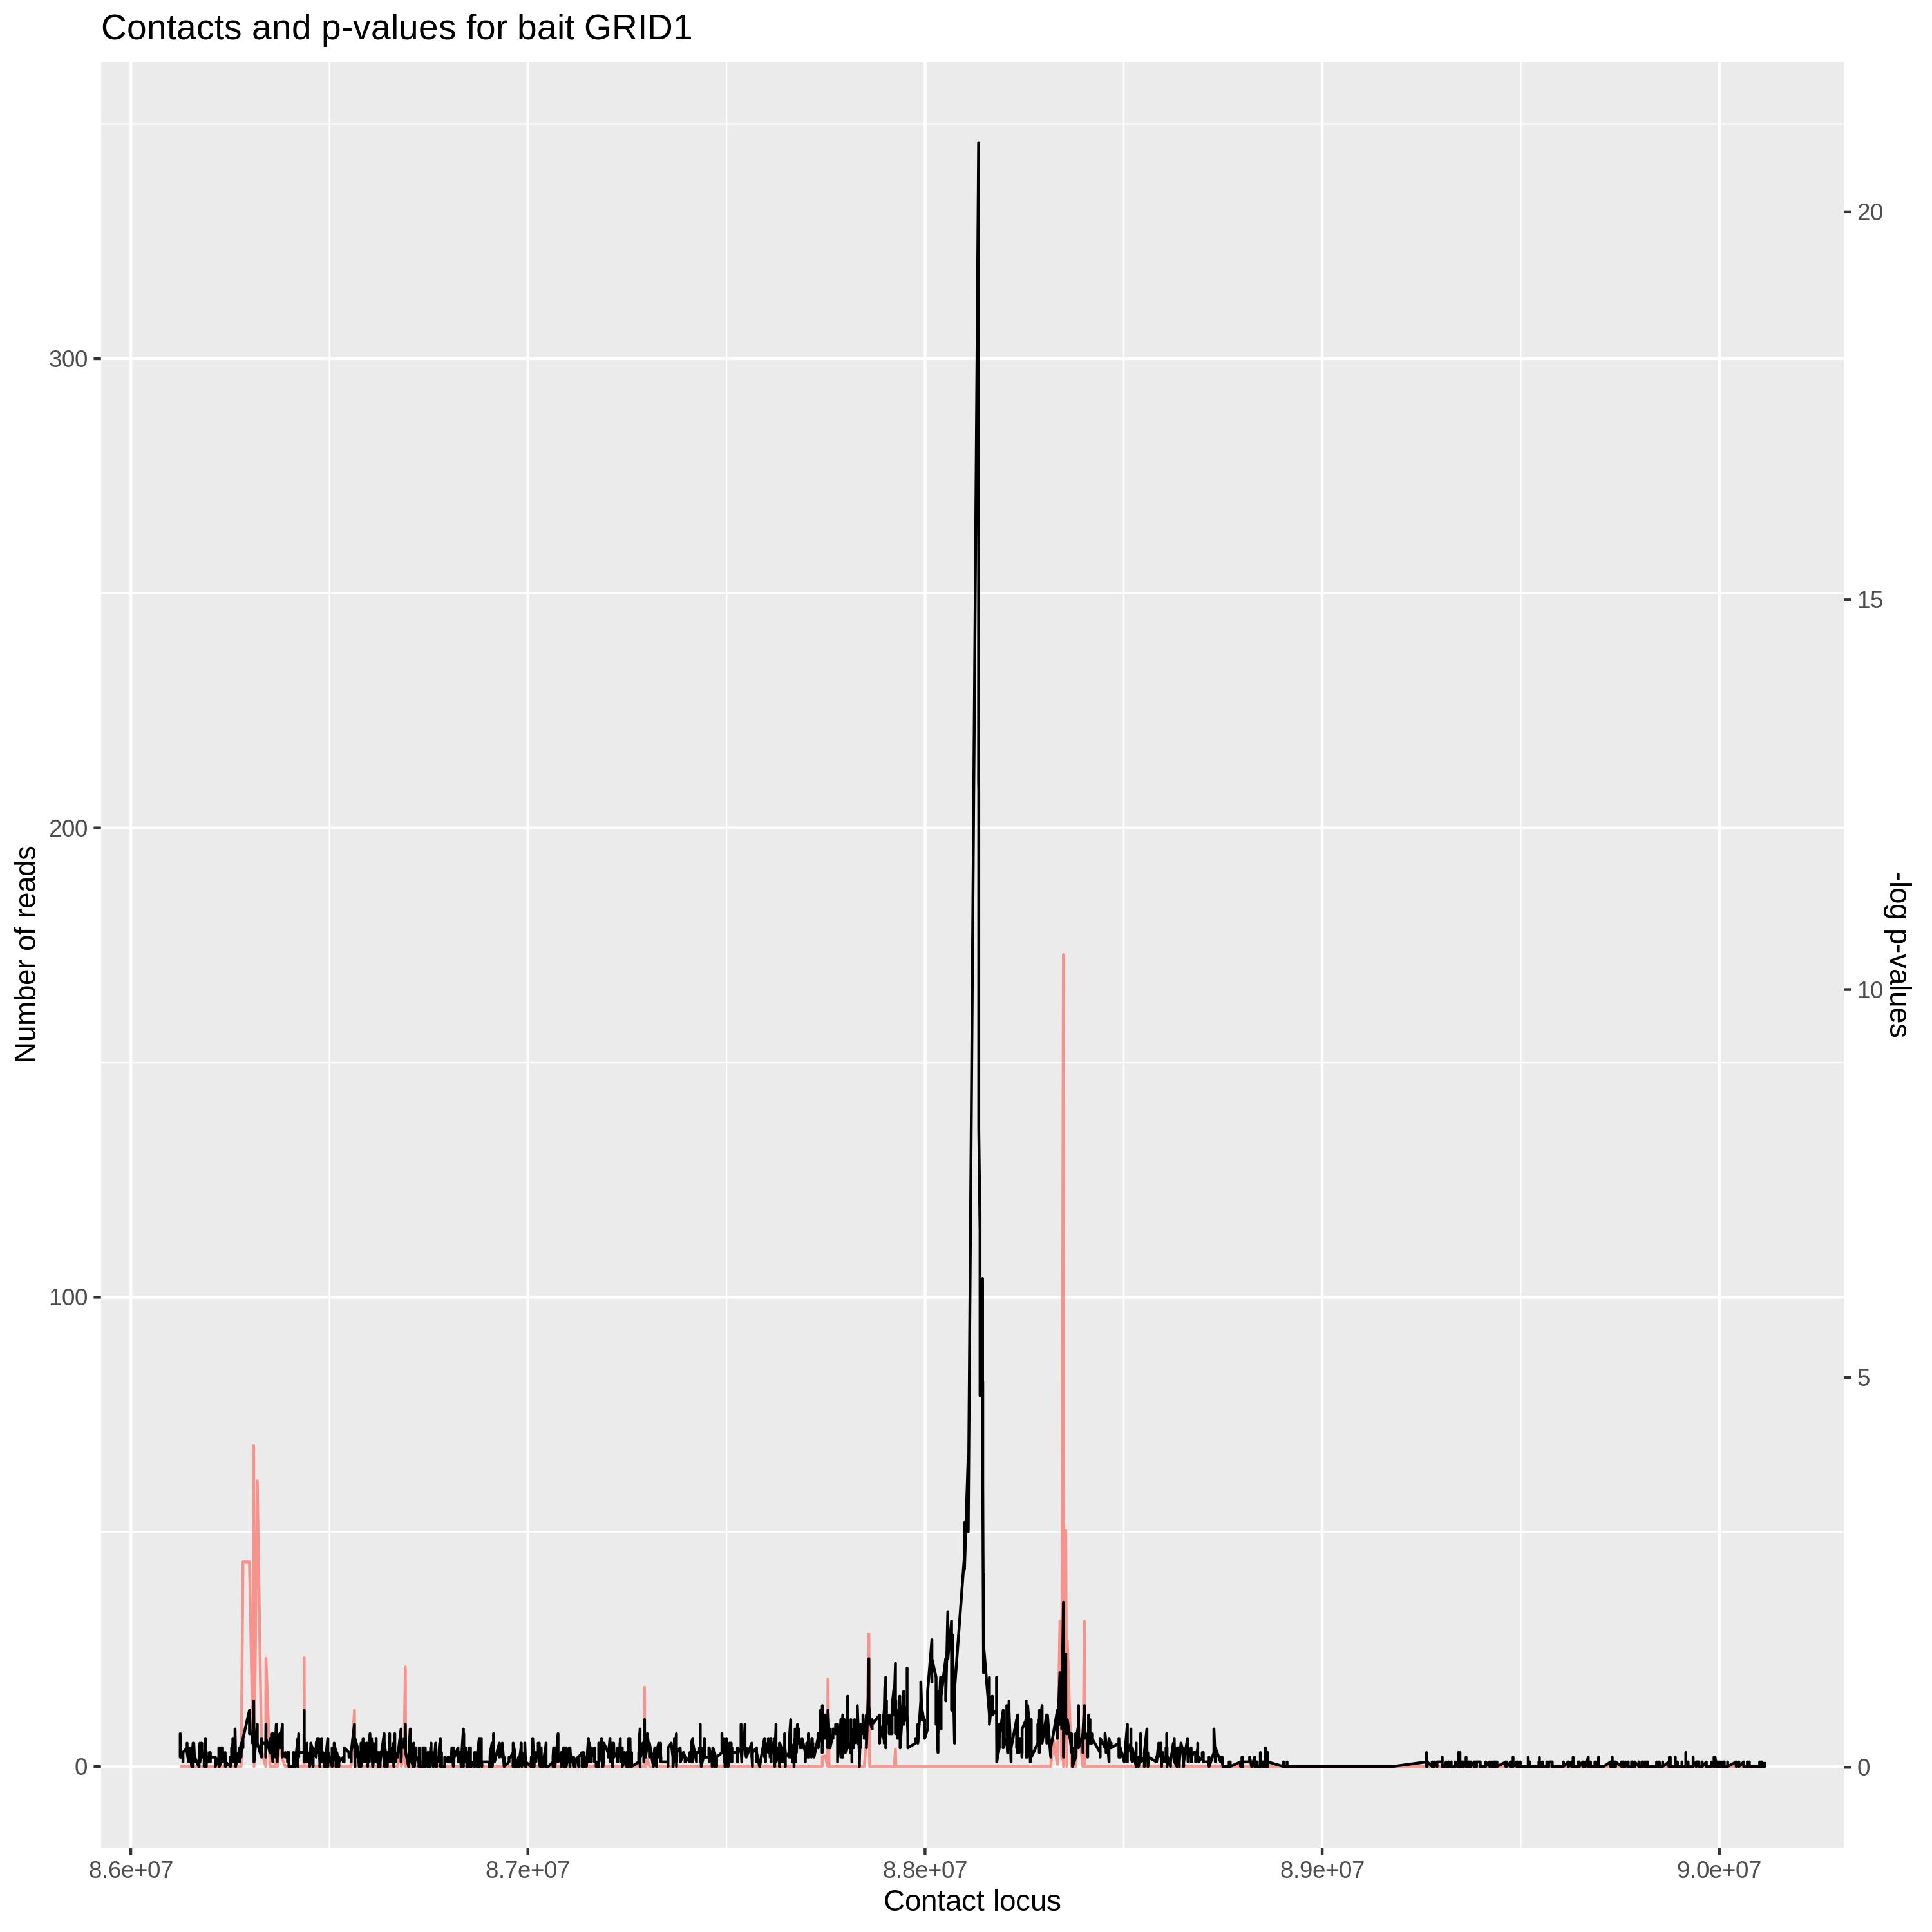 Contacts and p-values for bait GRID1
300
200
100
0
Number of reads
20
15
10
5
0
-log p-values
8.6e+07 8.7e+07 8.8e+07 8.9e+07 9.0e+07
Contact locus